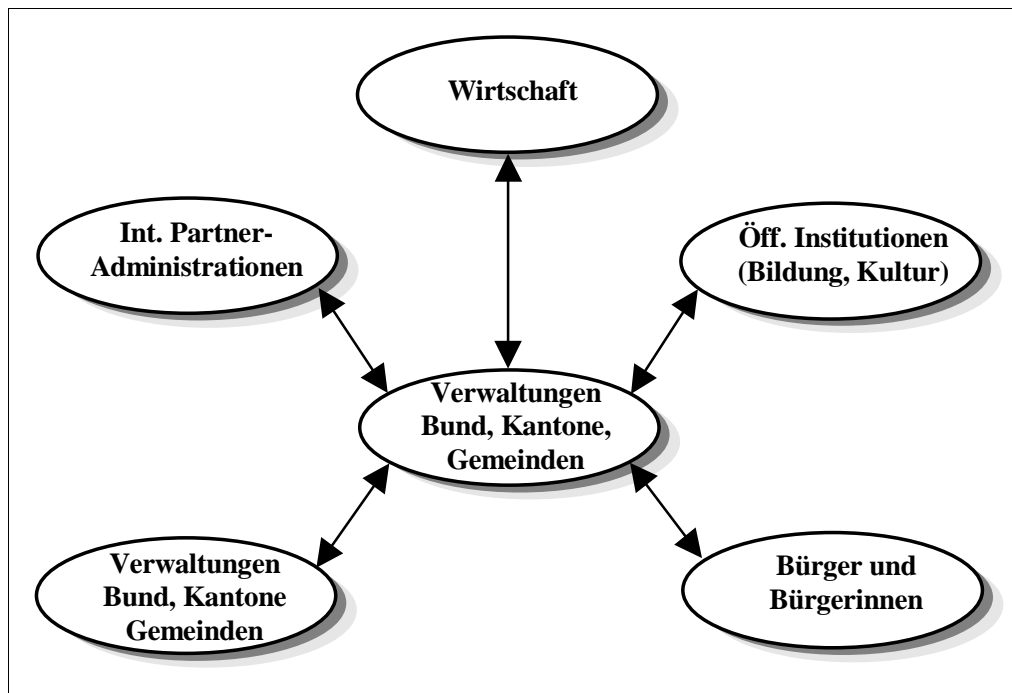 Wirtschaft
Int. Partner-
Administrationen
Öff. Institutionen
(Bildung, Kultur)
Verwaltungen
Bund, Kantone,
Gemeinden
Verwaltungen
Bund, Kantone
Gemeinden
Bürger und
Bürgerinnen